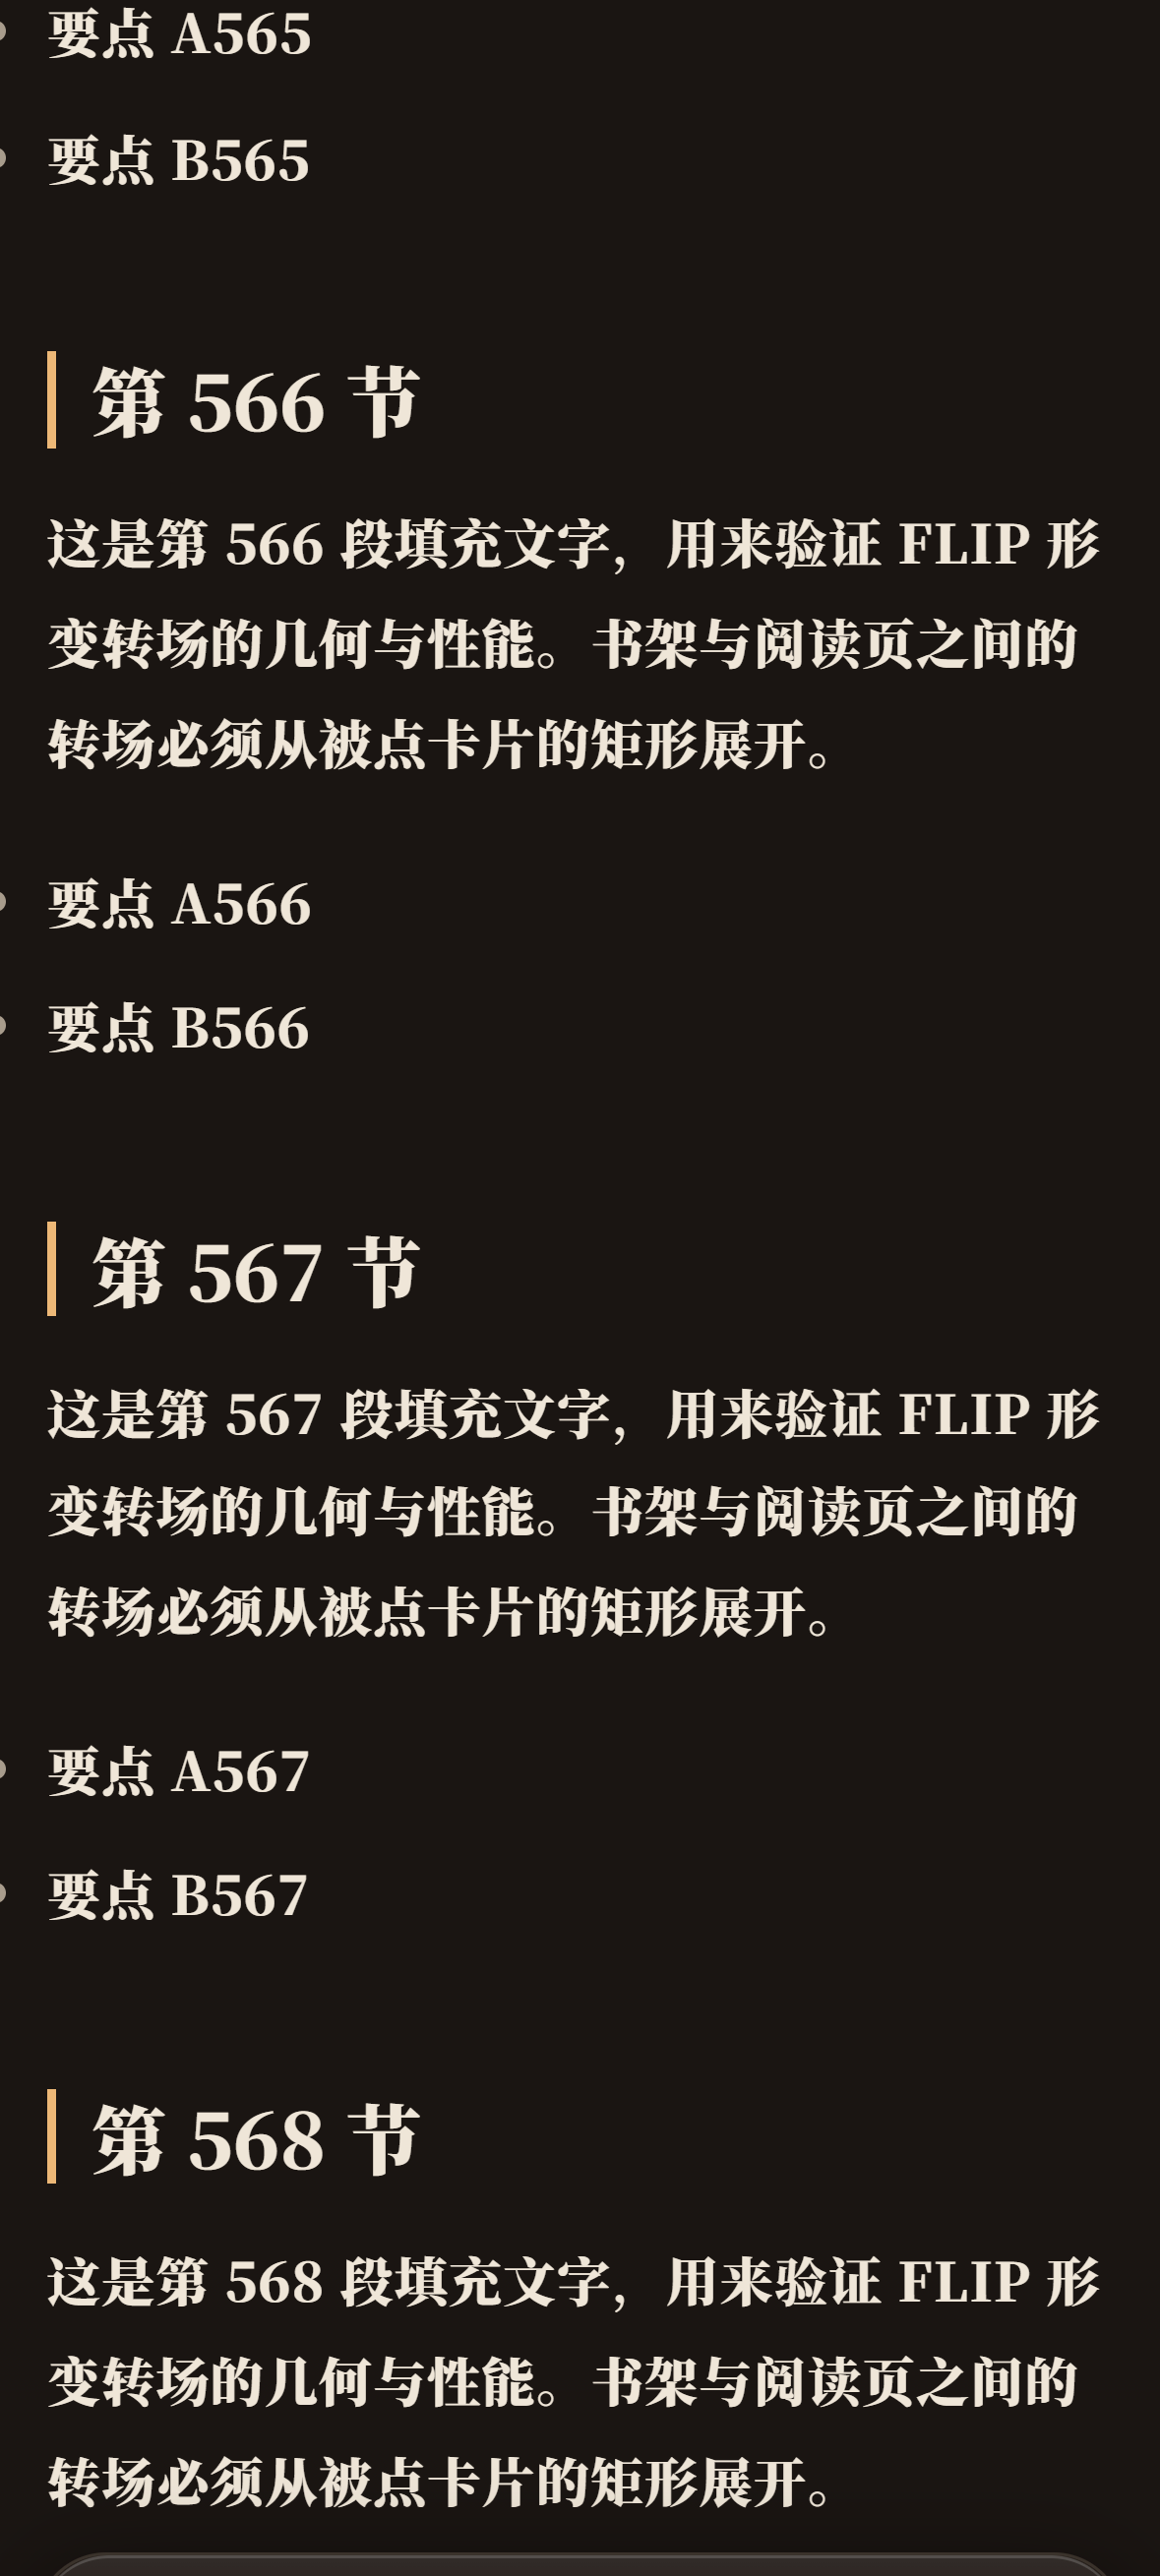 要点 A565
要点 B565
第 566 节
这是第 566 段填充文字，用来验证 FLIP 形
变转场的几何与性能。书架与阅读页之间的
转场必须从被点卡片的矩形展开。
要点 A566
要点 B566
第 567 节
这是第 567 段填充文字，用来验证 FLIP 形
变转场的几何与性能。书架与阅读页之间的
转场必须从被点卡片的矩形展开。
要点 A567
要点 B567
第 568 节
这是第 568 段填充文字，用来验证 FLIP 形
变转场的几何与性能。书架与阅读页之间的
转场必须从被点卡片的矩形展开。